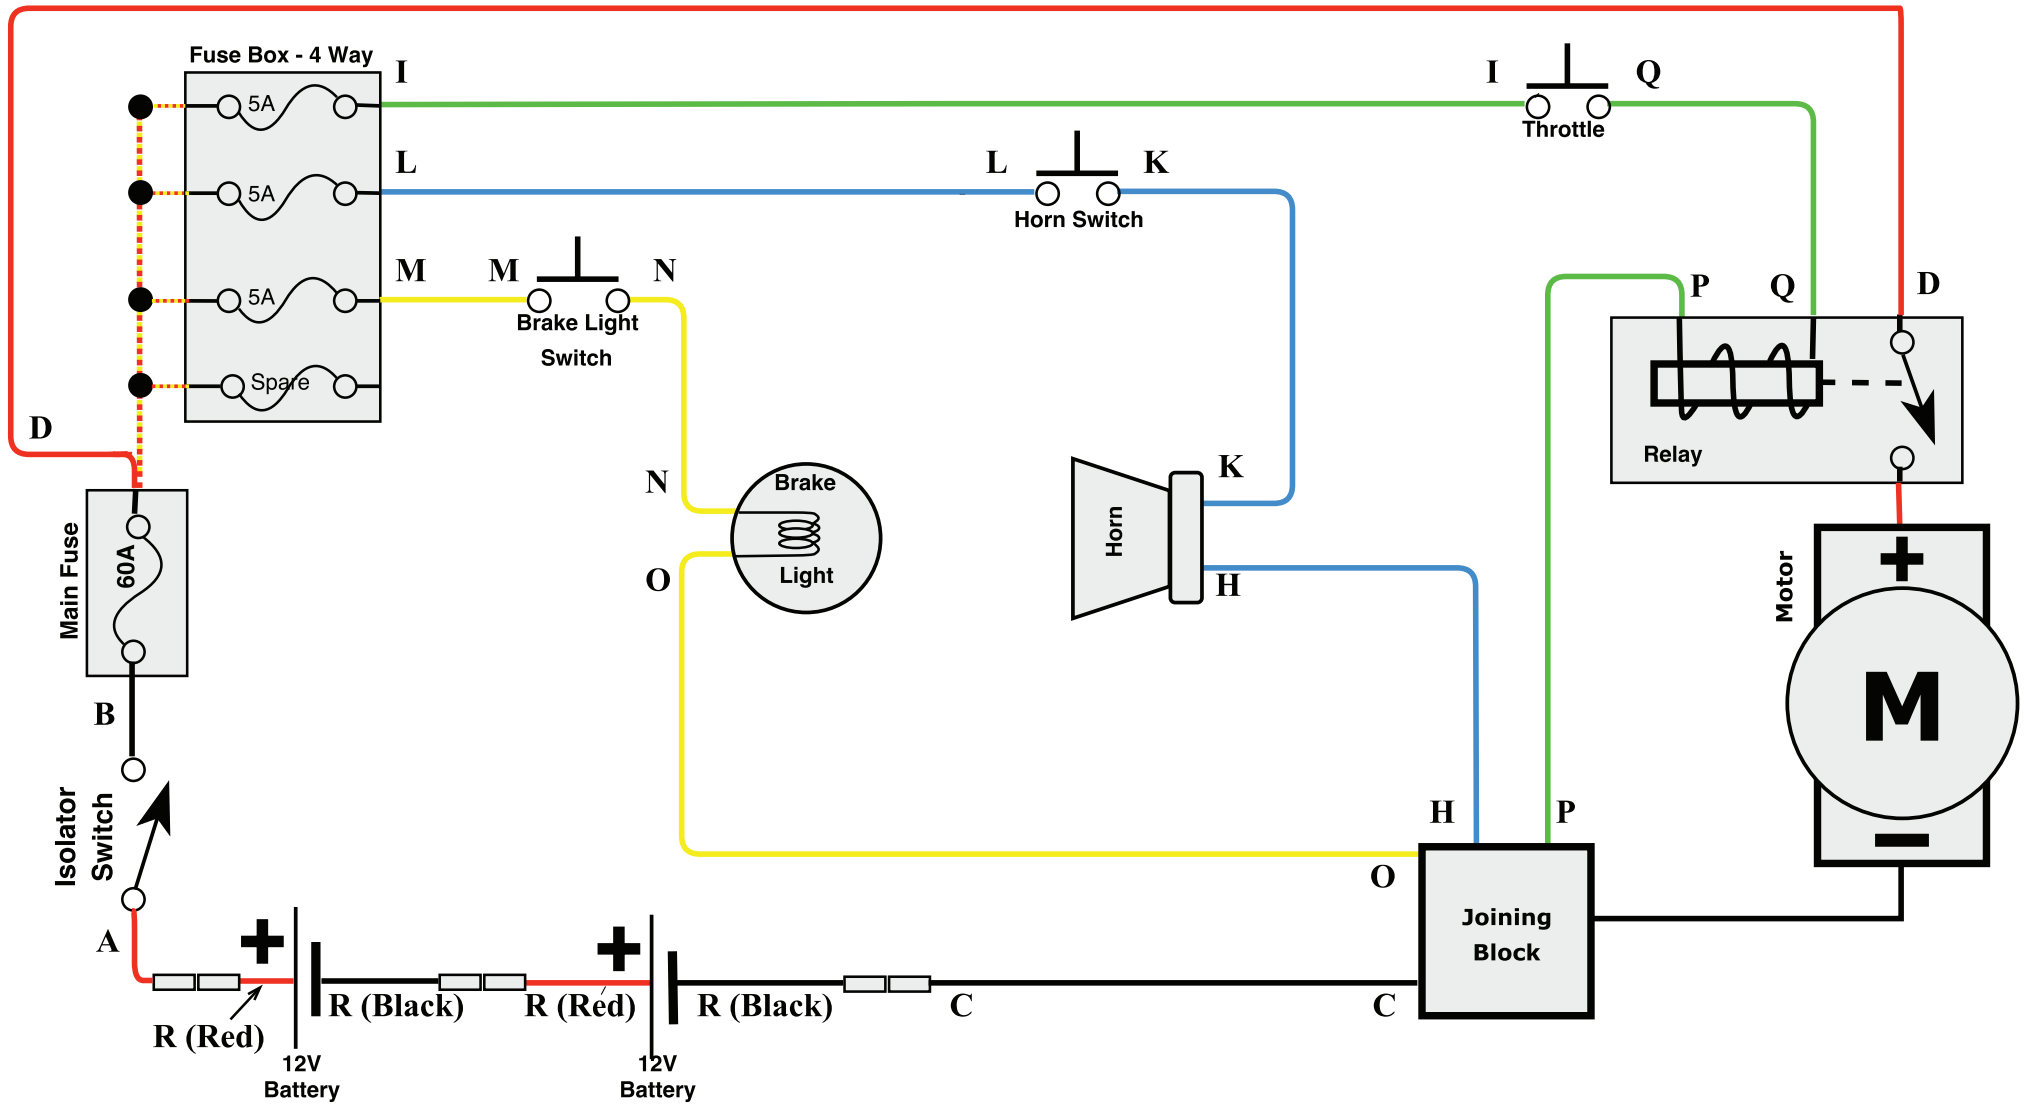 Fuse Box - 4 Way
I
I
Q
5A
Throttle
L
L
K
5A
Horn Switch
M
M
N
P
Q
D
5A
Brake Light
Switch
Spare
D
Relay
N
Brake
K
Main Fuse
60A
Horn
Light
O
H
Motor
+
M
B
Isolator
Switch
H
P
O
Joining
Block
A
+
+
R (Red)
R (Black)
R (Red)
R (Black)
C
C
12V
Battery
12V
Battery